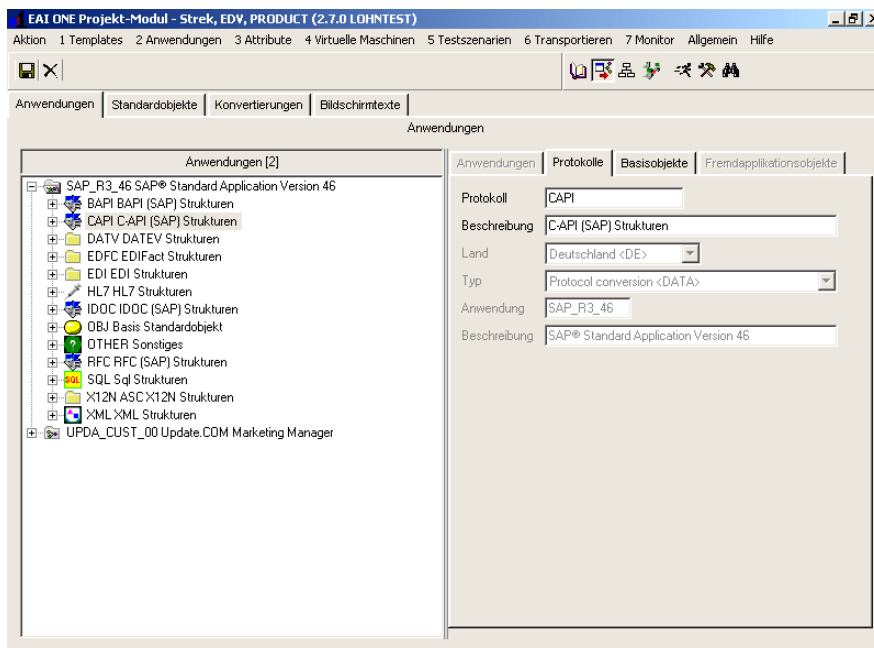 EAI ONE Projekt-Modul - Strek, EDV, PRODUCT (2.7.0 LOHNTEST)
Aktion 1 Templates 2 Anwendungen 3 Attribute 4 Virtuelle Maschinen 5 Testszenarien 6 Transportieren 7 Monitor Allgemein Hilfe
Anwendungen Standardobjekte Konvertierungen Bildschirmtexte
Anwendungen
Anwendungen [2]
SAP_R3_46 SAP® Standard Application Version 46
BAPI BAPI (SAP) Strukturen
CAPI C-API (SAP) Strukturen
DATV DATEV Strukturen
EDFC EDIFact Strukturen
EDI EDI Strukturen
HL7 HL7 Strukturen
IDOC IDOC (SAP) Strukturen
OBJ Basis Standardobjekt
OTHER Sonstiges
RFC RFC (SAP) Strukturen
SQL SQL Sql Strukturen
X12N ASC X12N Strukturen
XML XML Strukturen
UPDA_CUST_00 Update.COM Marketing Manager
Anwendungen Protokolle Basisobjekte Fremdapplikationsobjekte
Protokoll CAPI
Beschreibung C-API (SAP) Strukturen
Land Deutschland <DE>
Typ Protocol conversion <DATA>
Anwendung SAP_R3_46
Beschreibung SAP® Standard Application Version 46